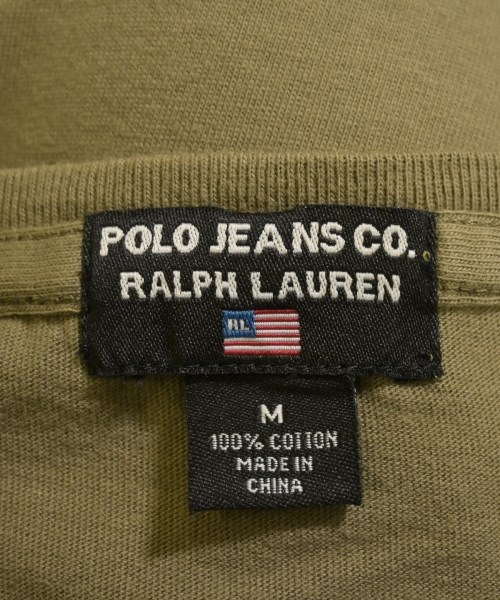 POLO JEANS CO.
RALPH LAUREN
RL
M
100% COTTON
MADE IN
CHINA